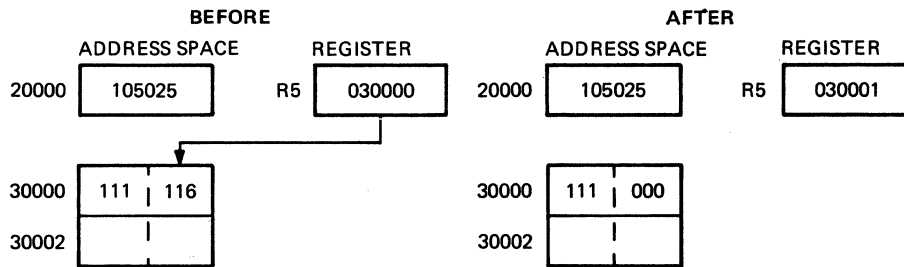 BEFORE AFTER
ADDRESS SPACE REGISTER ADDRESS SPACE REGISTER
20000 105025 R5 030000 20000 105025 R5 030001
30000 111 116 30000 111 000
30002 30002